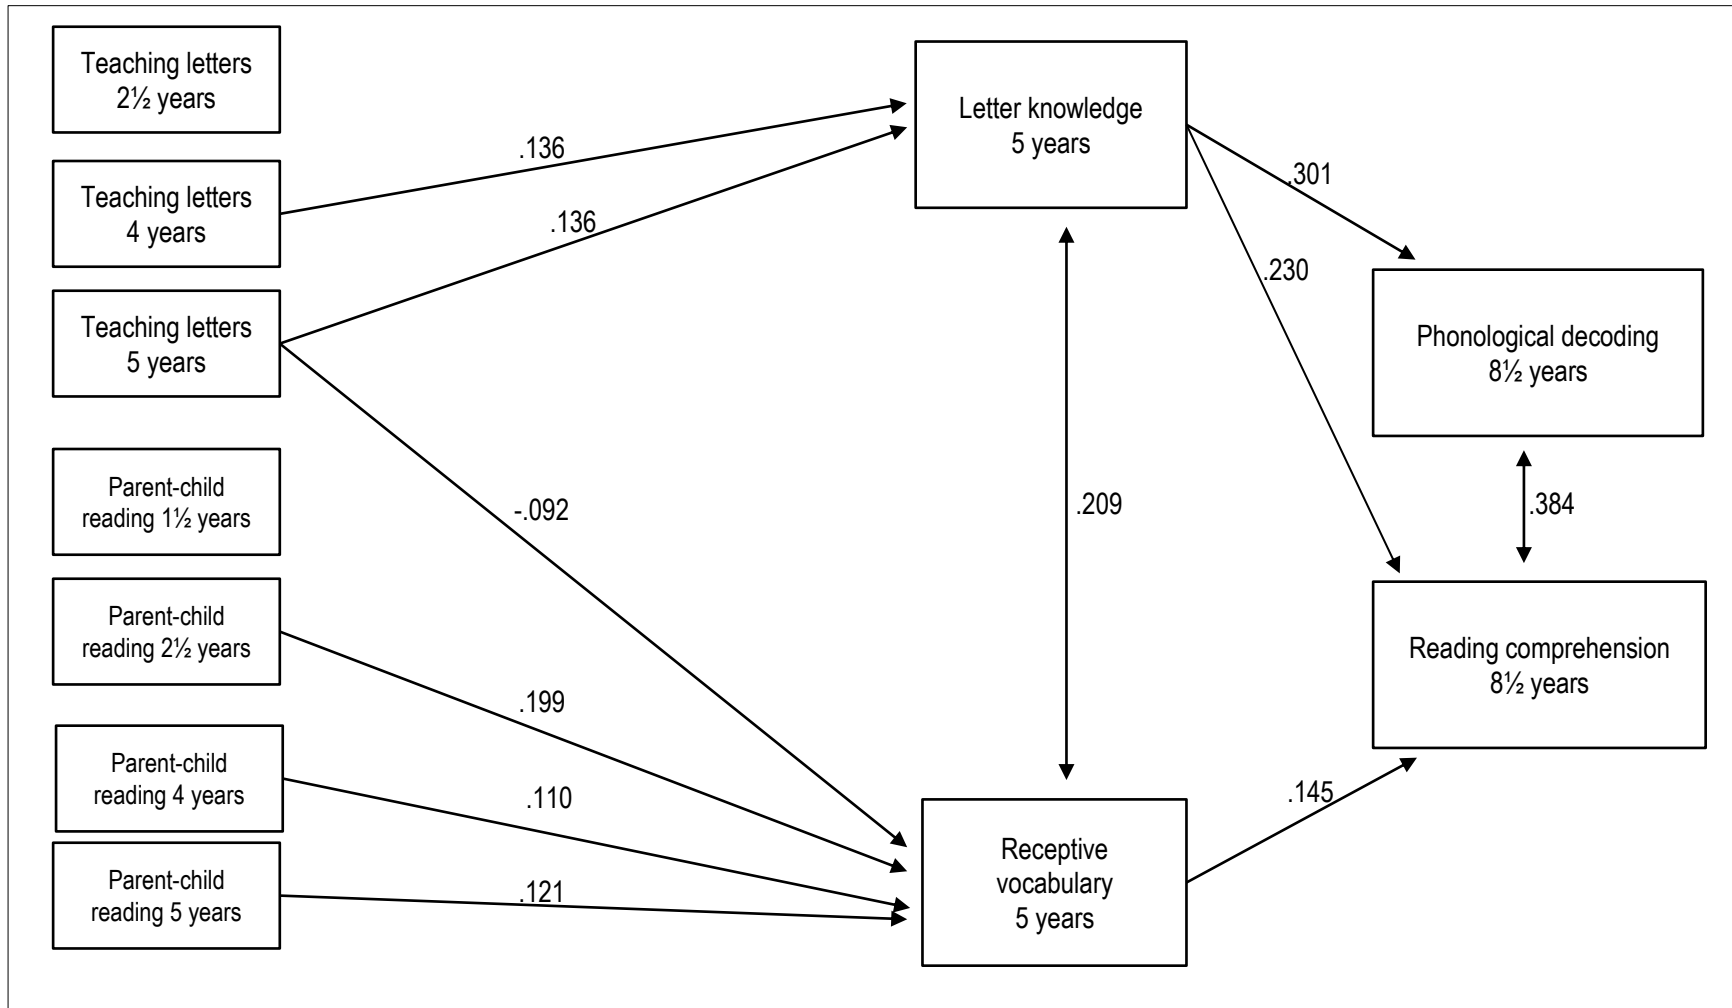 Teaching letters
2½ years
Teaching letters
4 years
Teaching letters
5 years
Parent-child
reading 1½ years
Parent-child
reading 2½ years
Parent-child
reading 4 years
Parent-child
reading 5 years
.136
.136
-.092
.199
.110
.121
Letter knowledge
5 years
.209
Receptive
vocabulary
5 years
.301
.230
.145
Phonological decoding
8½ years
.384
Reading comprehension
8½ years